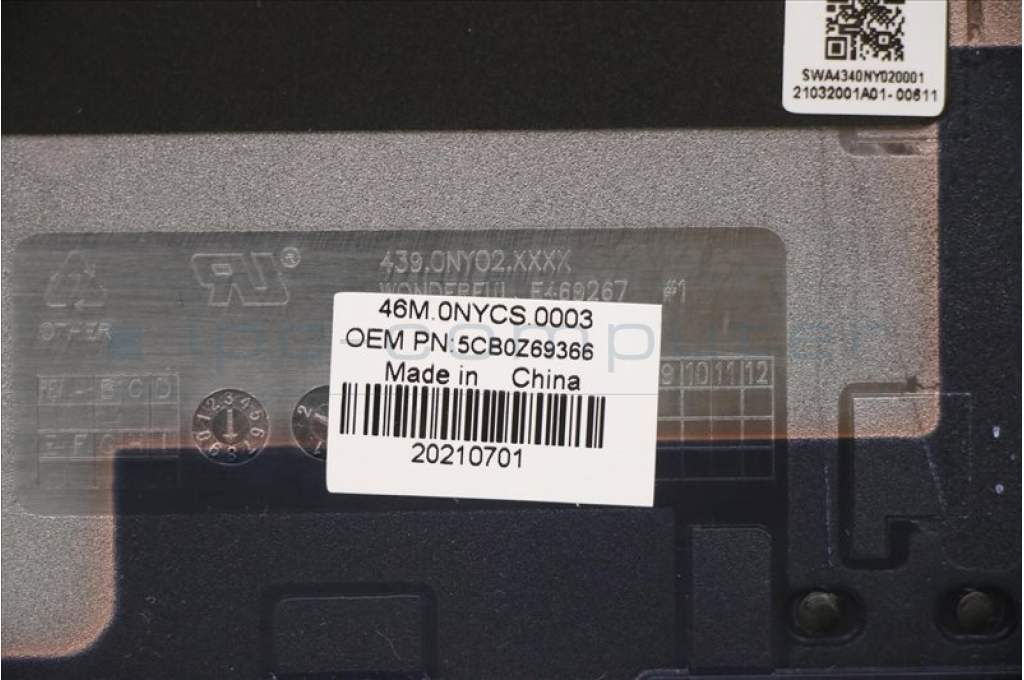 SWA4340NY020001
21032001A01-00611
439.0NY02.XXXX
WONDERFUL E469267 #1
OTHER
46M.0NYCS.0003
OEM PN:5CB0Z69366
Made in China
20210701
9 10 11 12